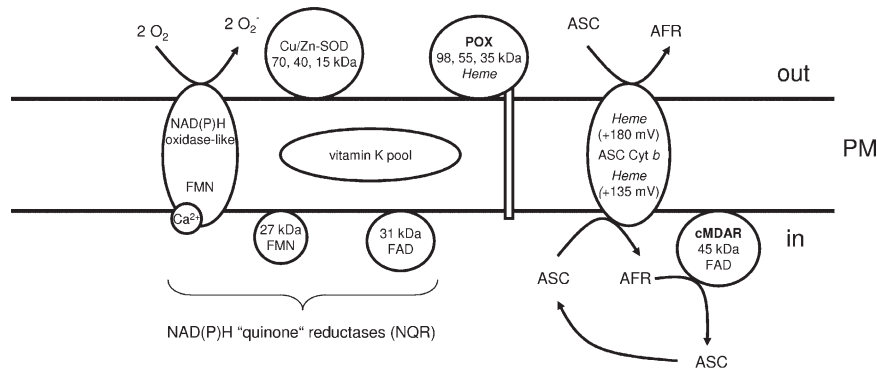 2 O₂
2 O₂⁻
Cu/Zn-SOD
70, 40, 15 kDa
POX
98, 55, 35 kDa
Heme
ASC
AFR
out
NAD(P)H
oxidase-like
FMN
Ca²⁺
vitamin K pool
Heme
(+180 mV)
ASC Cyt b
Heme
(+135 mV)
PM
27 kDa
FMN
31 kDa
FAD
cMDAR
45 kDa
FAD
in
ASC
AFR
ASC
NAD(P)H "quinone" reductases (NQR)